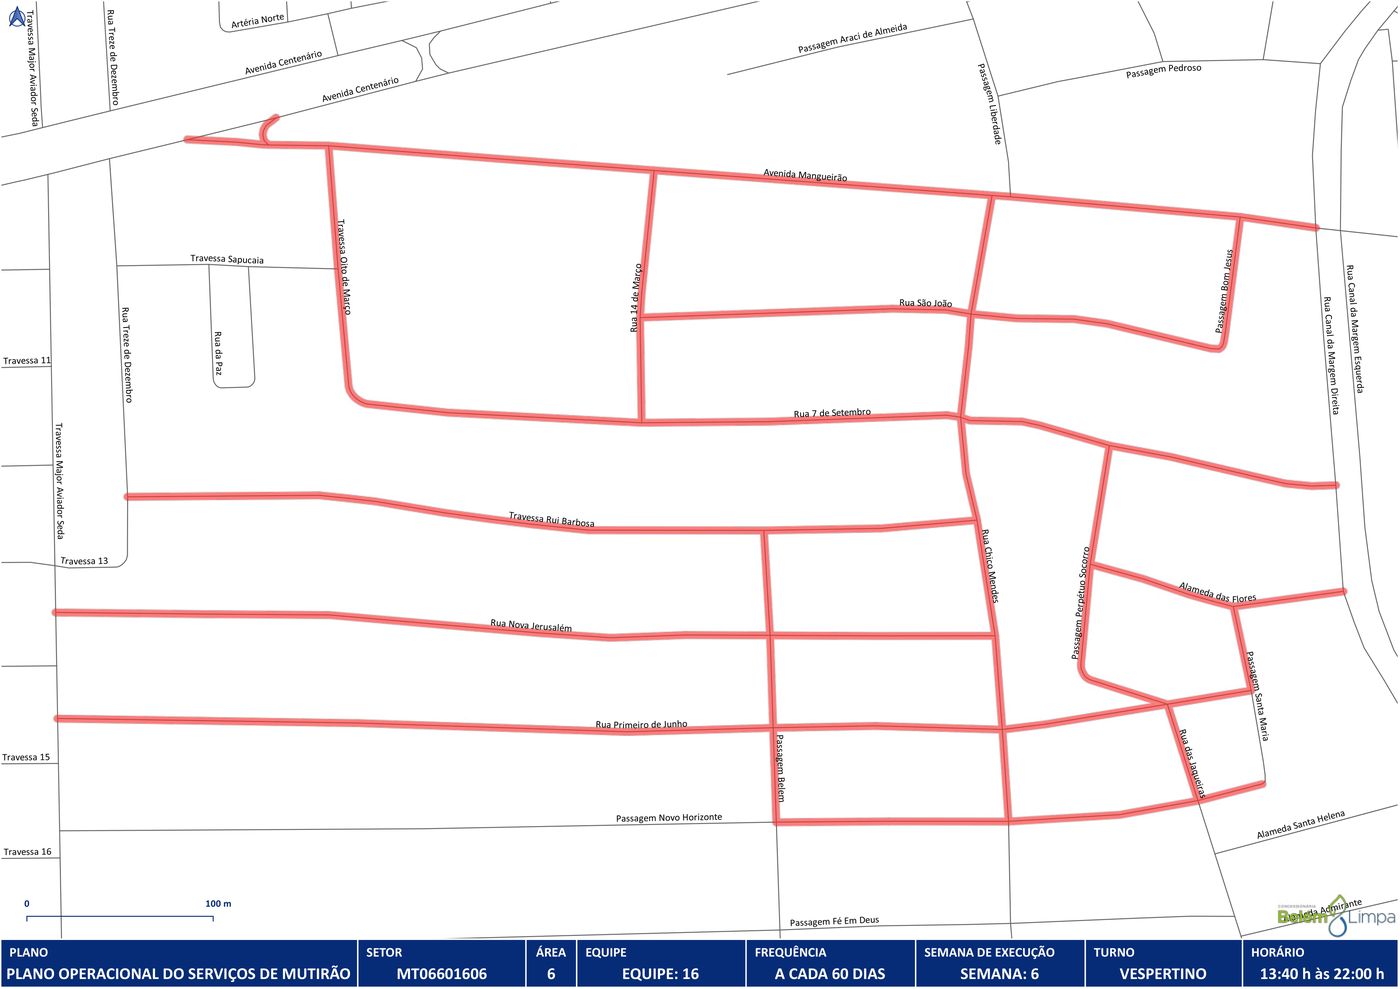 Travessa Major Aviador Seda
Rua Treze de Dezembro
Artéria Norte
Avenida Centenário
Avenida Centenário
Passagem Araci de Almeida
Passagem Liberdade
Passagem Pedroso
Avenida Mangueirão
Travessa Oito de Março
Travessa Sapucaia
Rua da Paz
Rua Treze de Dezembro
Rua 14 de Março
Rua São João
Passagem Bom Jesus
Rua Canal da Margem Direita
Rua Canal da Margem Esquerda
Travessa 11
Rua 7 de Setembro
Travessa Major Aviador Seda
Travessa Rui Barbosa
Travessa 13
Rua Chico Mendes
Passagem Perpétuo Socorro
Alameda das Flores
Rua Nova Jerusalém
Passagem Santa Maria
Rua Primeiro de Junho
Passagem Belem
Rua das Jaqueiras
Travessa 15
Passagem Novo Horizonte
Alameda Santa Helena
Travessa 16
0 100 m
Passagem Fé Em Deus
Admirante
CONCESSIONÁRIA
Belém Limpa
PLANO
PLANO OPERACIONAL DO SERVIÇOS DE MUTIRÃO
SETOR
MT06601606
ÁREA
6
EQUIPE
EQUIPE: 16
FREQUÊNCIA
A CADA 60 DIAS
SEMANA DE EXECUÇÃO
SEMANA: 6
TURNO
VESPERTINO
HORÁRIO
13:40 h às 22:00 h